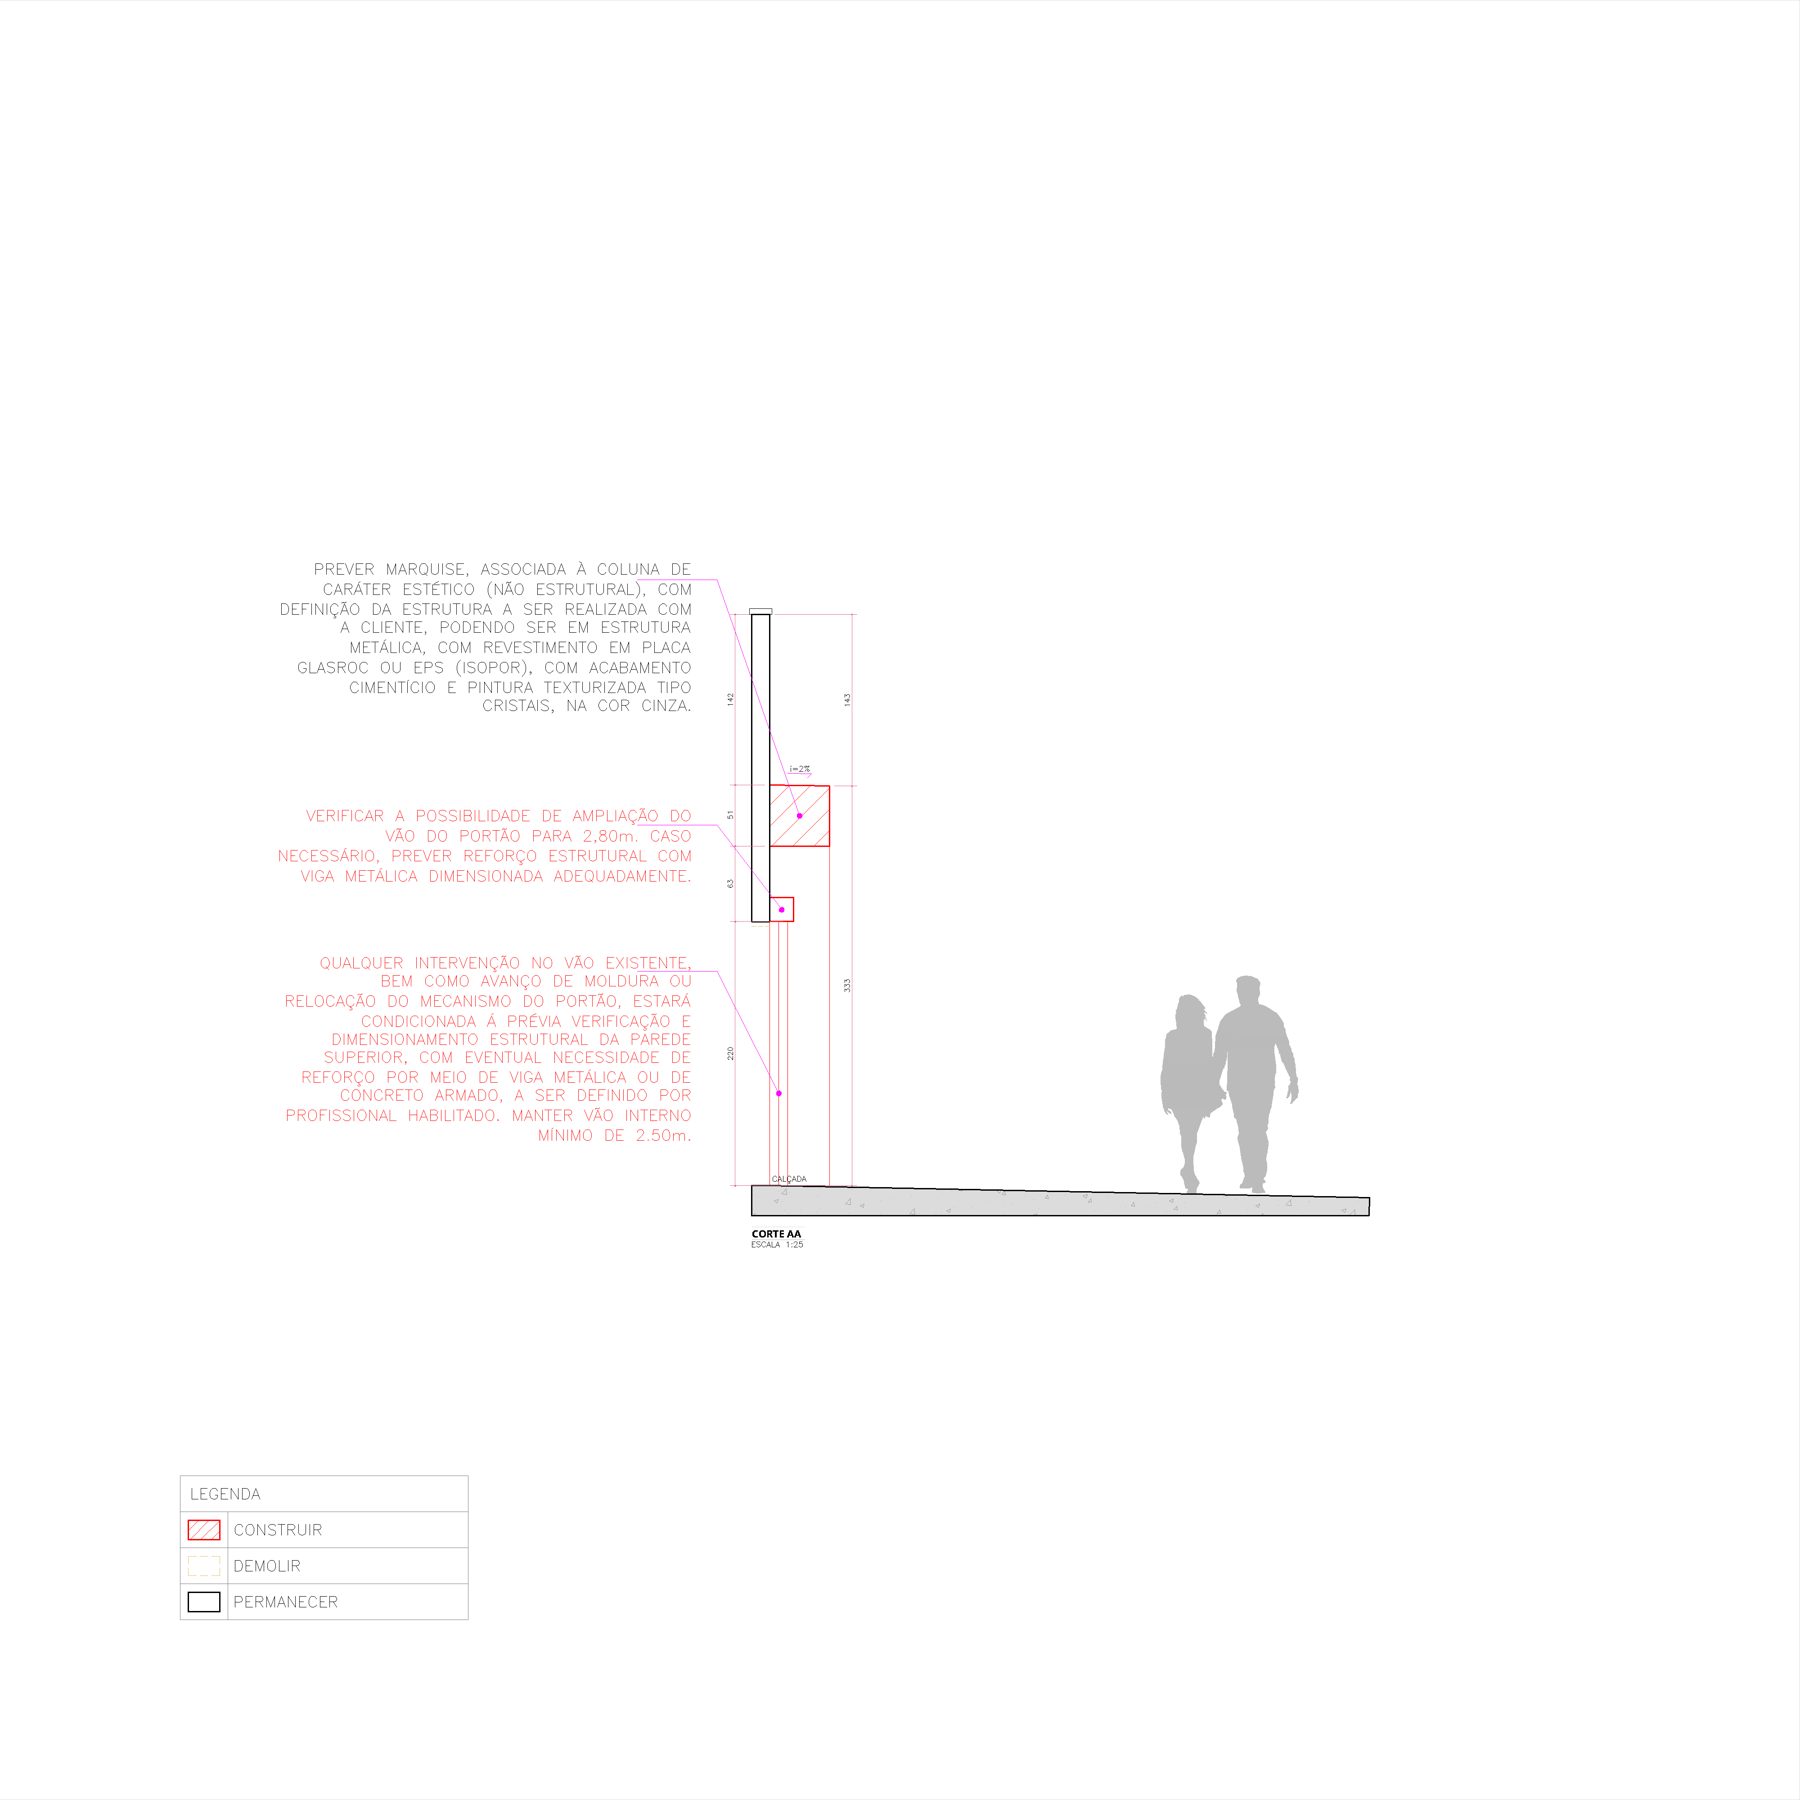 PREVER MARQUISE, ASSOCIADA À COLUNA DE
CARÁTER ESTÉTICO (NÃO ESTRUTURAL), COM
DEFINIÇÃO DA ESTRUTURA A SER REALIZADA COM
A CLIENTE, PODENDO SER EM ESTRUTURA
METÁLICA, COM REVESTIMENTO EM PLACA
GLASROC OU EPS (ISOPOR), COM ACABAMENTO
CIMENTÍCIO E PINTURA TEXTURIZADA TIPO
CRISTAIS, NA COR CINZA.
142
143
i=2%
51
VERIFICAR A POSSIBILIDADE DE AMPLIAÇÃO DO
VÃO DO PORTÃO PARA 2,80m. CASO
NECESSÁRIO, PREVER REFORÇO ESTRUTURAL COM
VIGA METÁLICA DIMENSIONADA ADEQUADAMENTE.
63
QUALQUER INTERVENÇÃO NO VÃO EXISTENTE,
BEM COMO AVANÇO DE MOLDURA OU
RELOCAÇÃO DO MECANISMO DO PORTÃO, ESTARÁ
CONDICIONADA Á PRÉVIA VERIFICAÇÃO E
DIMENSIONAMENTO ESTRUTURAL DA PAREDE
SUPERIOR, COM EVENTUAL NECESSIDADE DE
REFORÇO POR MEIO DE VIGA METÁLICA OU DE
CONCRETO ARMADO, A SER DEFINIDO POR
PROFISSIONAL HABILITADO. MANTER VÃO INTERNO
MÍNIMO DE 2.50m.
333
220
CALÇADA
CORTE AA
ESCALA 1:25
LEGENDA
CONSTRUIR
DEMOLIR
PERMANECER